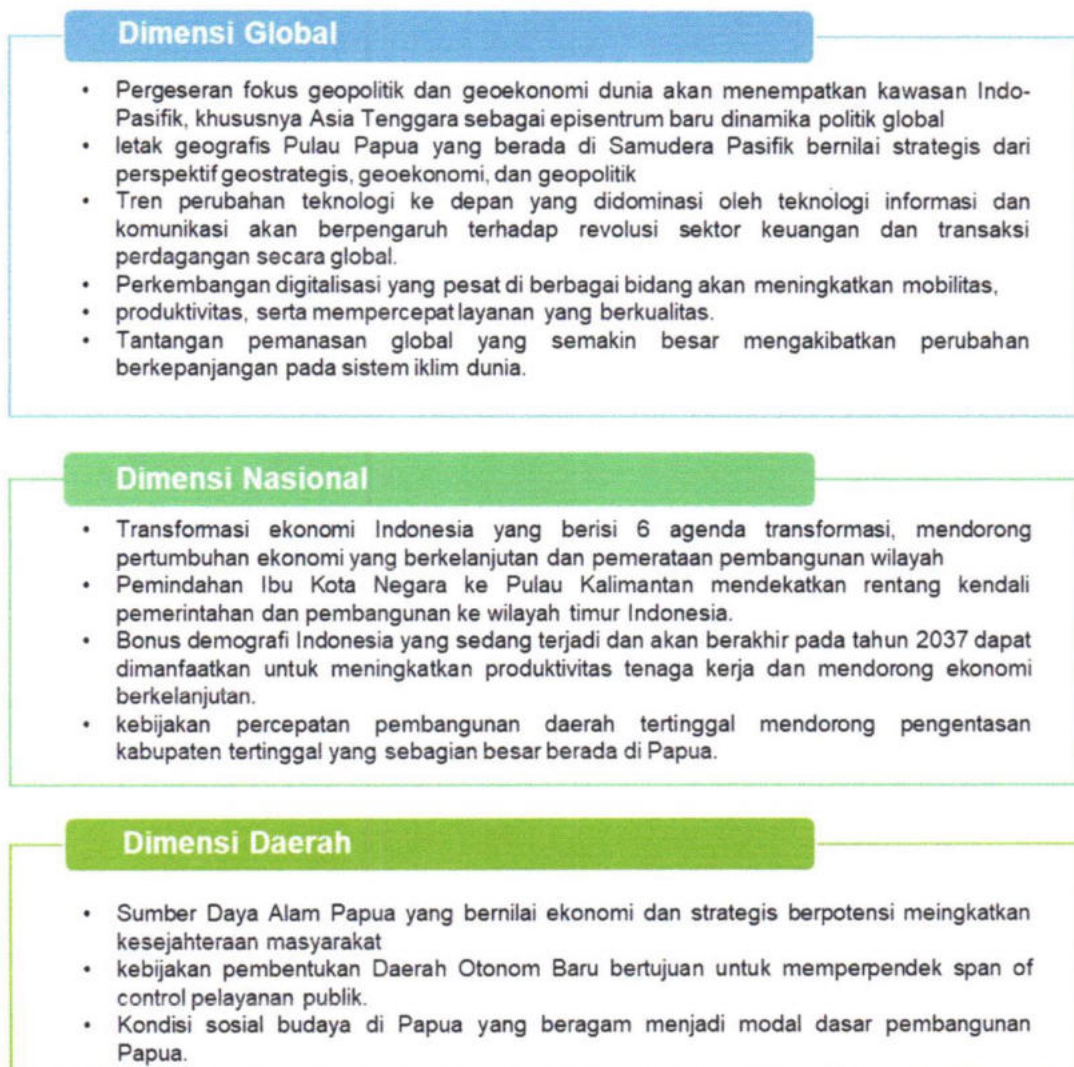 Dimensi Global
• Pergeseran fokus geopolitik dan geoekonomi dunia akan menempatkan kawasan Indo-
Pasifik, khususnya Asia Tenggara sebagai episentrum baru dinamika politik global
• letak geografis Pulau Papua yang berada di Samudera Pasifik bernilai strategis dari
perspektif geostrategis, geoekonomi, dan geopolitik
• Tren perubahan teknologi ke depan yang didominasi oleh teknologi informasi dan
komunikasi akan berpengaruh terhadap revolusi sektor keuangan dan transaksi
perdagangan secara global.
• Perkembangan digitalisasi yang pesat di berbagai bidang akan meningkatkan mobilitas,
• produktivitas, serta mempercepat layanan yang berkualitas.
• Tantangan pemanasan global yang semakin besar mengakibatkan perubahan
berkepanjangan pada sistem iklim dunia.
Dimensi Nasional
• Transformasi ekonomi Indonesia yang berisi 6 agenda transformasi, mendorong
pertumbuhan ekonomi yang berkelanjutan dan pemerataan pembangunan wilayah
• Pemindahan Ibu Kota Negara ke Pulau Kalimantan mendekatkan rentang kendali
pemerintahan dan pembangunan ke wilayah timur Indonesia.
• Bonus demografi Indonesia yang sedang terjadi dan akan berakhir pada tahun 2037 dapat
dimanfaatkan untuk meningkatkan produktivitas tenaga kerja dan mendorong ekonomi
berkelanjutan.
• kebijakan percepatan pembangunan daerah tertinggal mendorong pengentasan
kabupaten tertinggal yang sebagian besar berada di Papua.
Dimensi Daerah
• Sumber Daya Alam Papua yang bernilai ekonomi dan strategis berpotensi meingkatkan
kesejahteraan masyarakat
• kebijakan pembentukan Daerah Otonom Baru bertujuan untuk memperpendek span of
control pelayanan publik.
• Kondisi sosial budaya di Papua yang beragam menjadi modal dasar pembangunan
Papua.